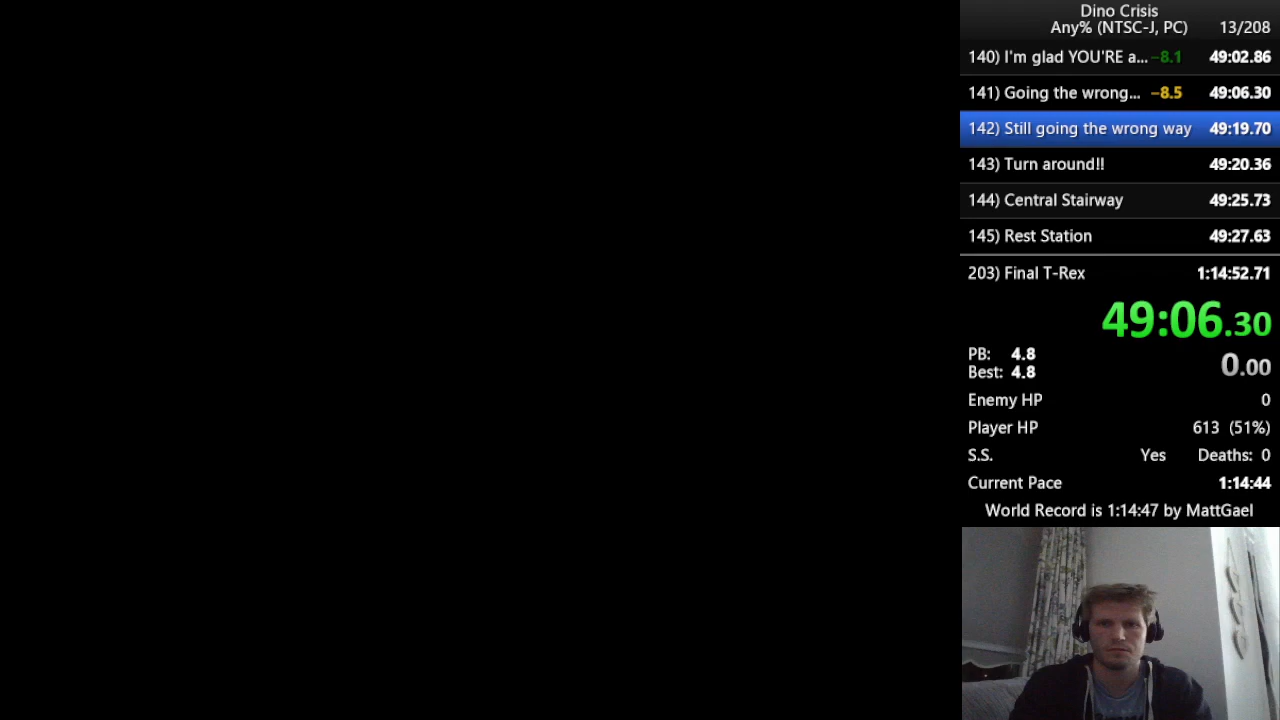 Dino Crisis
Any% (NTSC-J, PC) 13/208
140) I'm glad YOU'RE a... −8.1 49:02.86
141) Going the wrong... −8.5 49:06.30
142) Still going the wrong way 49:19.70
143) Turn around!! 49:20.36
144) Central Stairway 49:25.73
145) Rest Station 49:27.63
203) Final T-Rex 1:14:52.71
49:06.30
PB: 4.8
0.00
Best: 4.8
Enemy HP 0
Player HP 613 (51%)
S.S. Yes Deaths: 0
Current Pace 1:14:44
World Record is 1:14:47 by MattGael